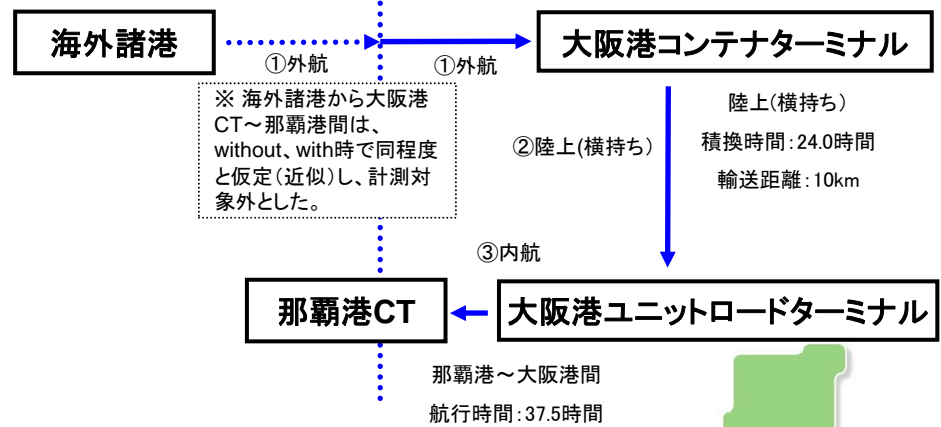 海外諸港
大阪港コンテナターミナル
①外航
①外航
※ 海外諸港から大阪港
CT～那覇港間は、
without、with時で同程度
と仮定（近似）し、計測対
象外とした。
②陸上(横持ち）
陸上(横持ち）
積換時間：24.0時間
輸送距離：10km
③内航
那覇港CT
大阪港ユニットロードターミナル
那覇港～大阪港間
航行時間：37.5時間